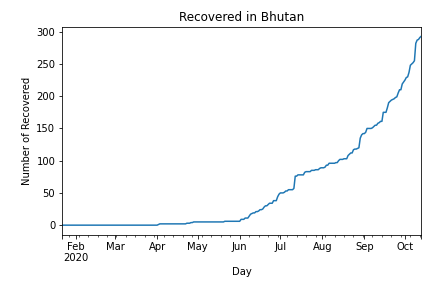 Recovered in Bhutan
Number of Recovered
300
250
200
150
100
50
0
Feb Mar Apr May Jun Jul Aug Sep Oct
2020
Day